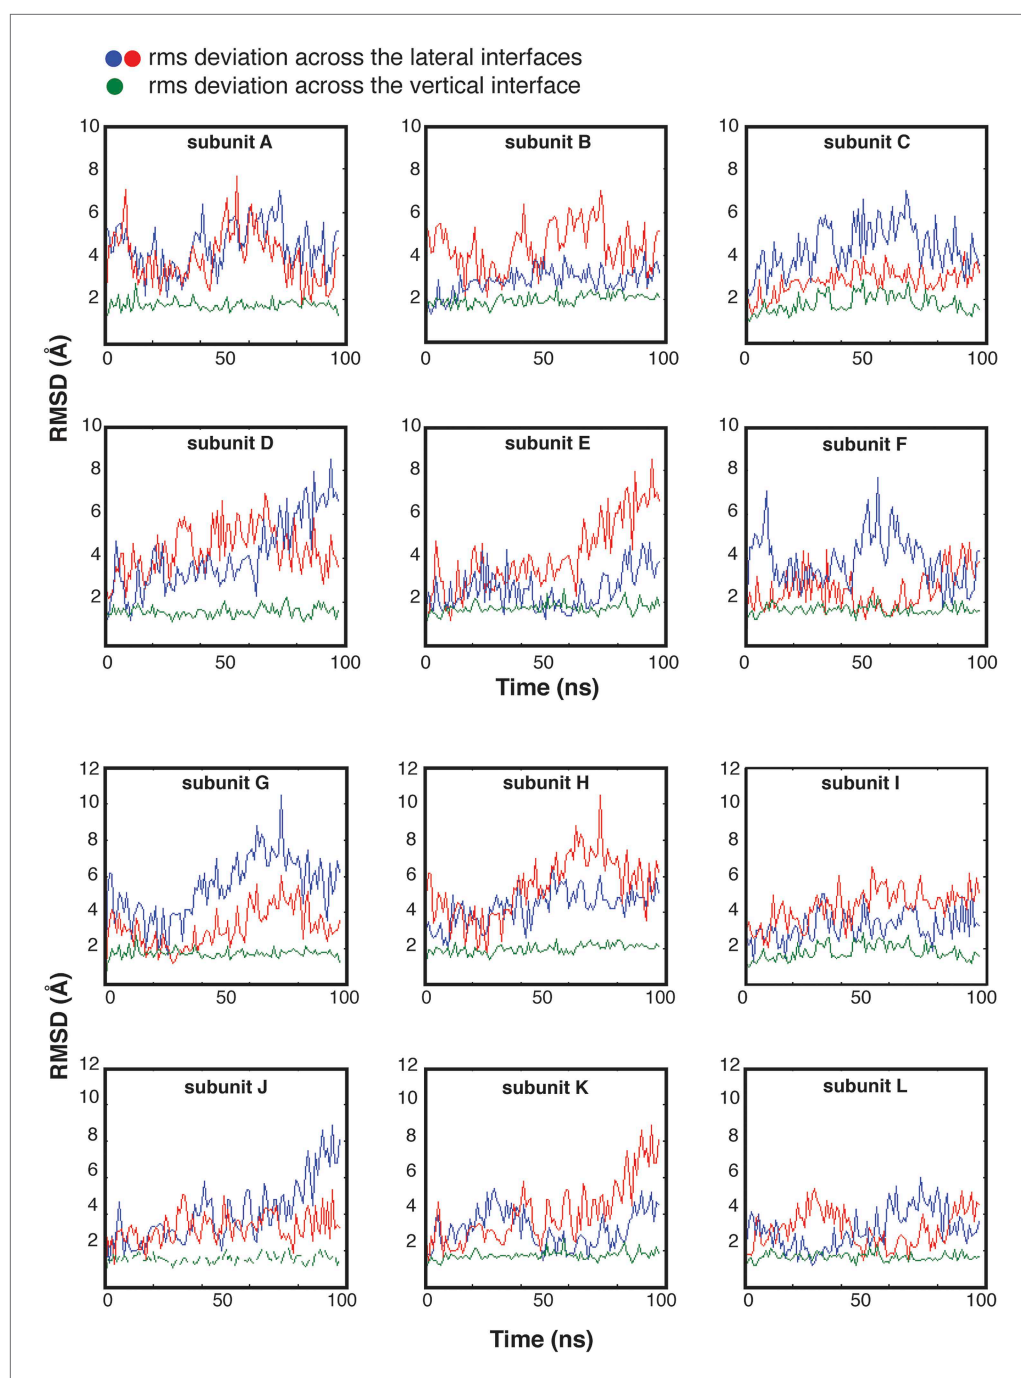 rms deviation across the lateral interfaces
rms deviation across the vertical interface
RMSD (Å)
subunit A
10
8
6
4
2
0 50 100
subunit B
10
8
6
4
2
0 50 100
subunit C
10
8
6
4
2
0 50 100
subunit D
10
8
6
4
2
0 50 100
subunit E
10
8
6
4
2
0 50 100
subunit F
10
8
6
4
2
0 50 100
Time (ns)
RMSD (Å)
subunit G
12
10
8
6
4
2
0 50 100
subunit H
12
10
8
6
4
2
0 50 100
subunit I
12
10
8
6
4
2
0 50 100
subunit J
12
10
8
6
4
2
0 50 100
subunit K
12
10
8
6
4
2
0 50 100
subunit L
12
10
8
6
4
2
0 50 100
Time (ns)